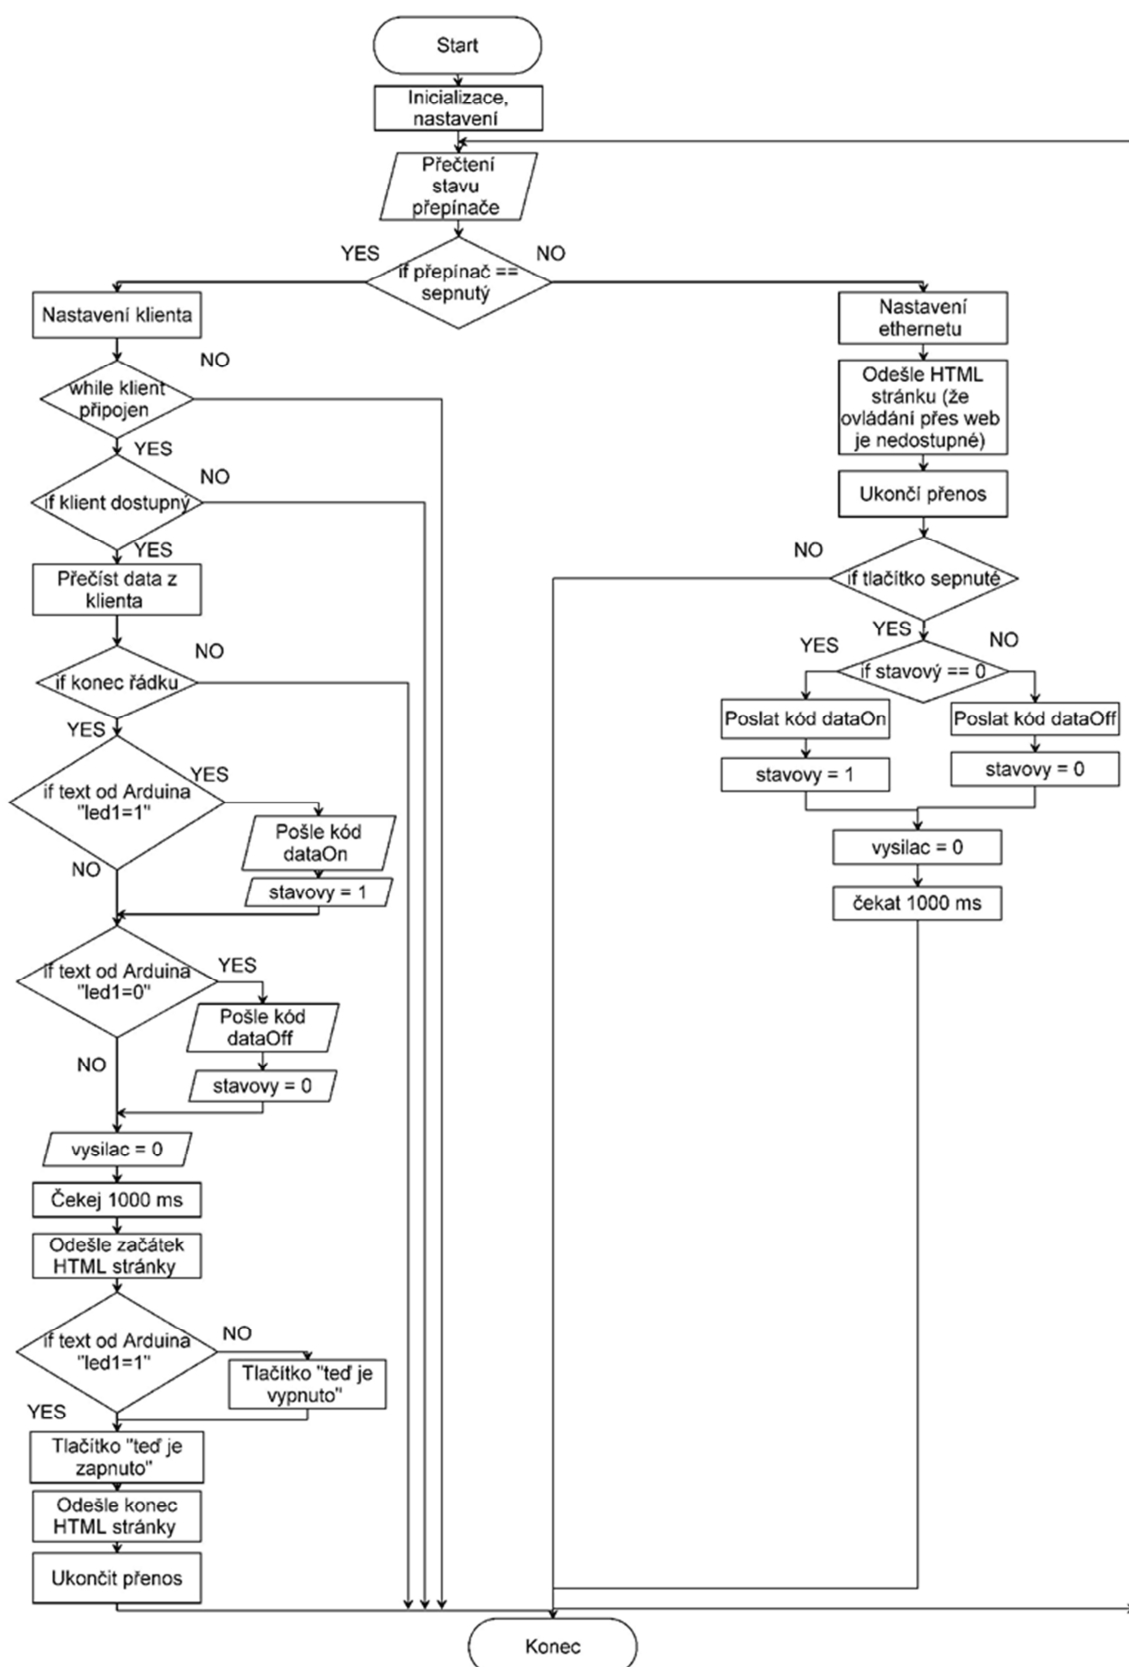 Start
Inicializace,
nastavení
Přečtení
stavu
přepínače
YES
NO
if přepínač ==
sepnutý
Nastavení klienta
NO
while klient
připojen
YES
NO
if klient dostupný
YES
Přečíst data z
klienta
NO
if konec řádku
YES
YES
if text od Arduina
"led1=1"
Pošle kód
dataOn
NO
stavovy = 1
if text od Arduina
"led1=0"
YES
Pošle kód
dataOff
NO
stavovy = 0
vysilac = 0
Čekej 1000 ms
Odešle začátek
HTML stránky
if text od Arduina
"led1=1"
NO
Tlačítko "teď je
vypnuto"
YES
Tlačítko "teď je
zapnuto"
Odešle konec
HTML stránky
Ukončit přenos
Nastavení
ethernetu
Odešle HTML
stránku (že
ovládání přes web
je nedostupné)
Ukončí přenos
NO
if tlačítko sepnuté
YES
YES
NO
if stavový == 0
Poslat kód dataOn
Poslat kód dataOff
stavovy = 1
stavovy = 0
vysilac = 0
čekat 1000 ms
Konec